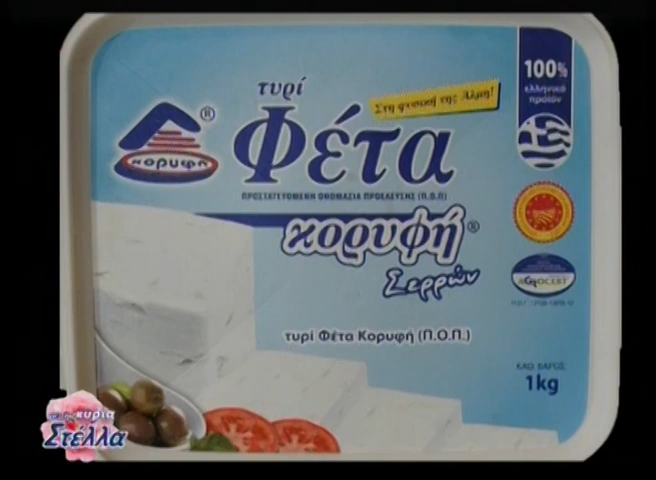 τυρί
Στη φυσική της Άλμη!
Φέτα
®
κορυφή
ΠΡΟΣΤΑΤΕΥΟΜΕΝΗ ΟΝΟΜΑΣΙΑ ΠΡΟΕΛΕΥΣΗΣ (Π.Ο.Π)
κορυφή®
Σερρών
τυρί Φέτα Κορυφή (Π.Ο.Π.)
100%
ελληνικό
προϊόν
AGROCERT
ΚΑΘ. ΒΑΡΟΣ
1kg
κυρία
Στέλλα